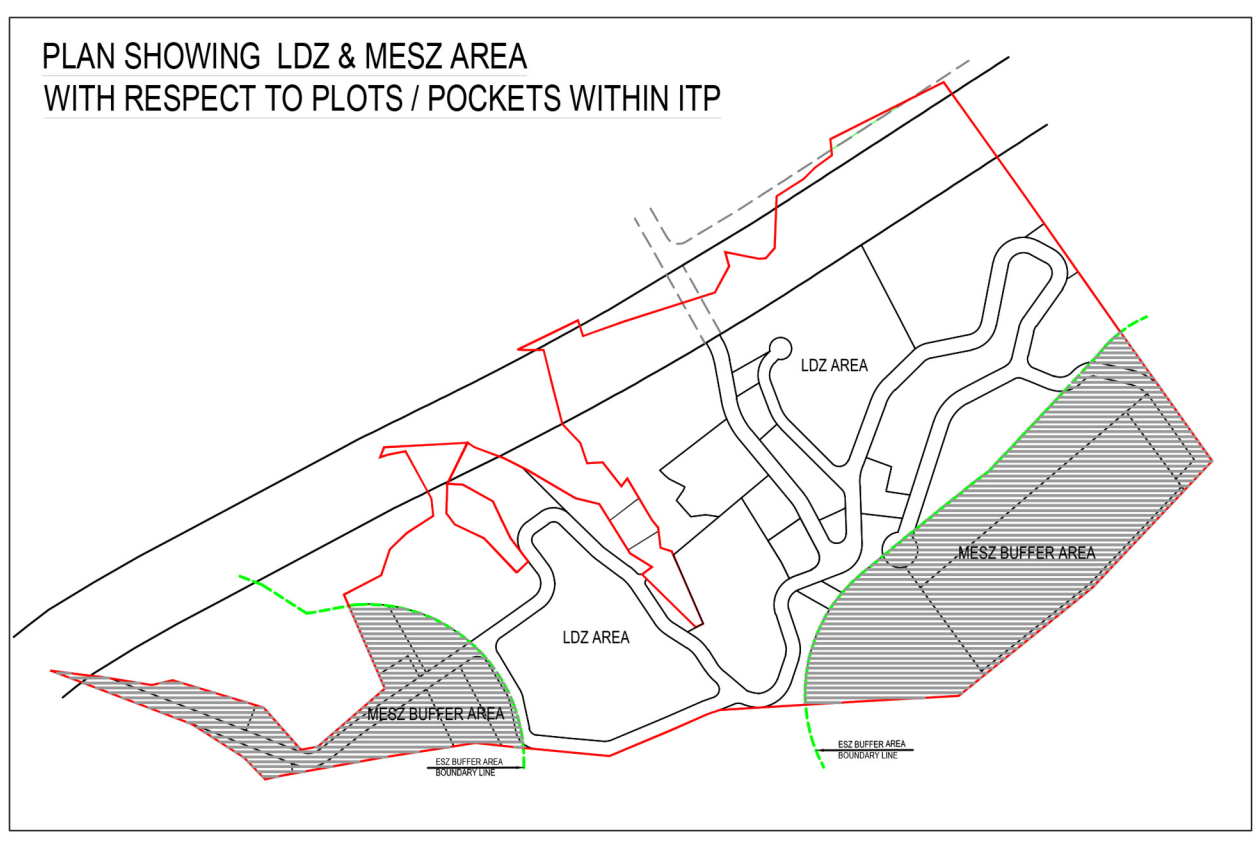 PLAN SHOWING LDZ & MESZ AREA
WITH RESPECT TO PLOTS / POCKETS WITHIN ITP
LDZ AREA
MESZ BUFFER AREA
LDZ AREA
MESZ BUFFER AREA
ESZ BUFFER AREA
BOUNDARY LINE
ESZ BUFFER AREA
BOUNDARY LINE